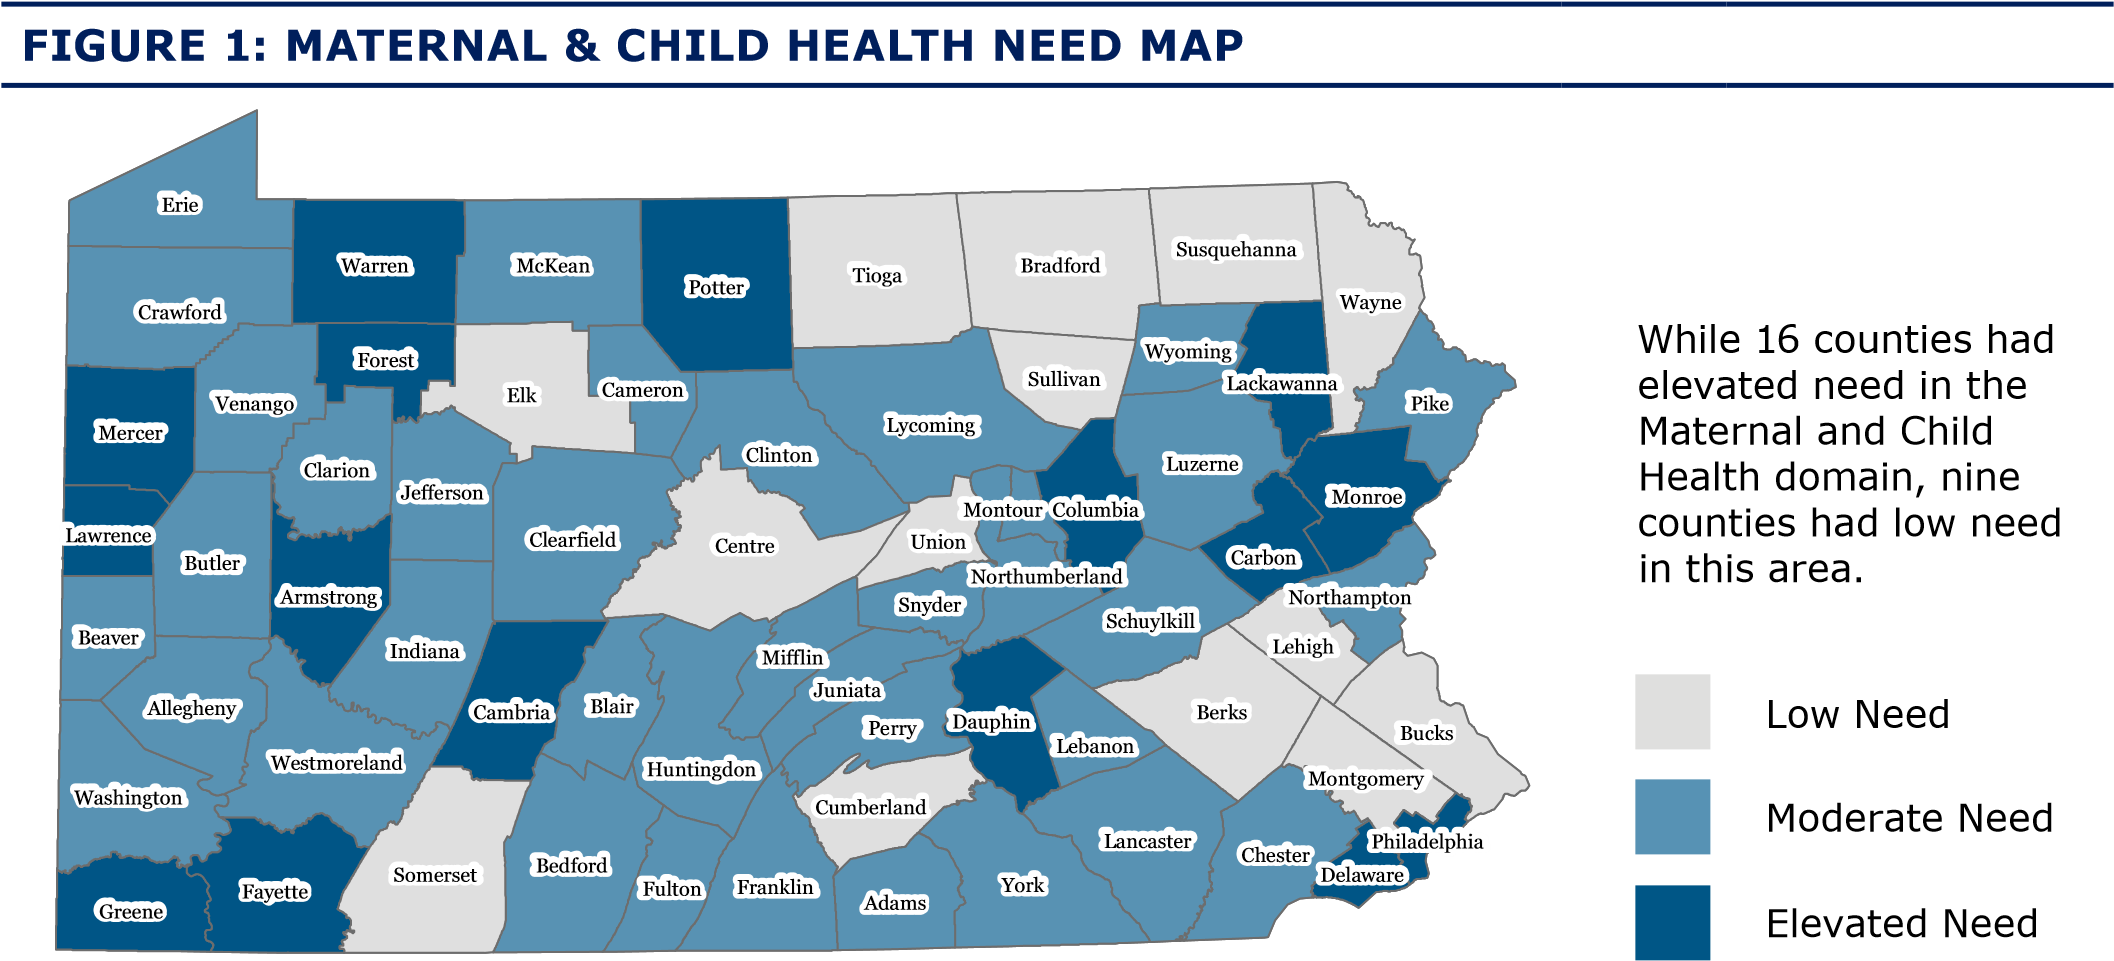 FIGURE 1: MATERNAL & CHILD HEALTH NEED MAP
Erie
Warren
McKean
Potter
Tioga
Bradford
Susquehanna
Wayne
Crawford
Forest
Elk
Cameron
Sullivan
Wyoming
Lackawanna
Pike
Mercer
Venango
Clarion
Jefferson
Clinton
Lycoming
Luzerne
Monroe
Lawrence
Butler
Armstrong
Clearfield
Centre
Union
Montour
Columbia
Carbon
Northumberland
Northampton
Beaver
Indiana
Snyder
Schuylkill
Lehigh
Allegheny
Cambria
Blair
Mifflin
Juniata
Perry
Dauphin
Lebanon
Berks
Bucks
Westmoreland
Huntingdon
Montgomery
Washington
Cumberland
Lancaster
Philadelphia
Greene
Fayette
Somerset
Bedford
Fulton
Franklin
Adams
York
Chester
Delaware
While 16 counties had
elevated need in the
Maternal and Child
Health domain, nine
counties had low need
in this area.
Low Need
Moderate Need
Elevated Need